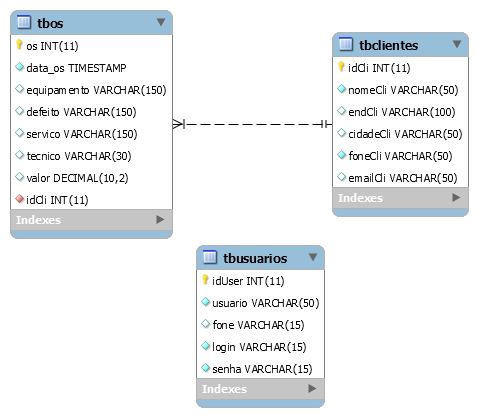 tbos
os INT(11)
data_os TIMESTAMP
equipamento VARCHAR(150)
defeito VARCHAR(150)
servico VARCHAR(150)
tecnico VARCHAR(30)
valor DECIMAL(10,2)
idCli INT(11)
Indexes
tbclientes
idCli INT(11)
nomeCli VARCHAR(50)
endCli VARCHAR(100)
cidadeCli VARCHAR(50)
foneCli VARCHAR(50)
emailCli VARCHAR(50)
Indexes
tbusuarios
idUser INT(11)
usuario VARCHAR(50)
fone VARCHAR(15)
login VARCHAR(15)
senha VARCHAR(15)
Indexes